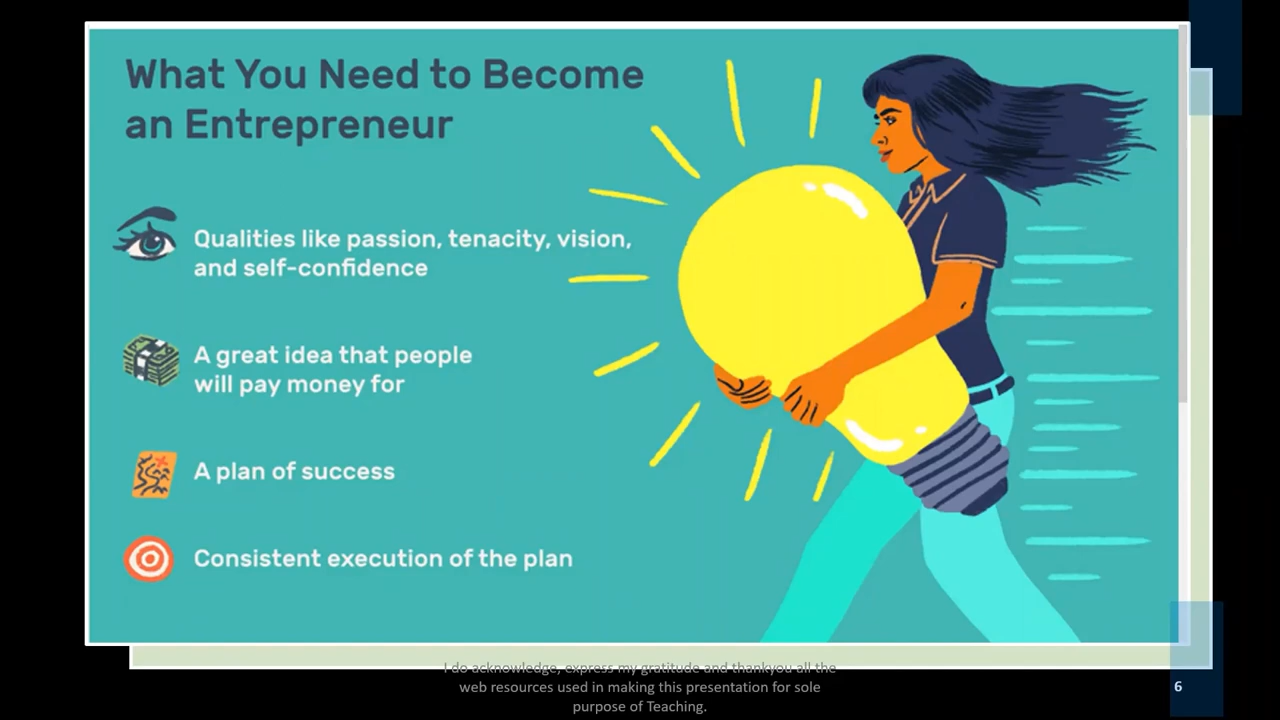 What You Need to Become
an Entrepreneur
Qualities like passion, tenacity, vision,
and self-confidence
A great idea that people
will pay money for
A plan of success
Consistent execution of the plan
I do acknowledge, express my gratitude and thankyou all the
web resources used in making this presentation for sole
purpose of Teaching.
6